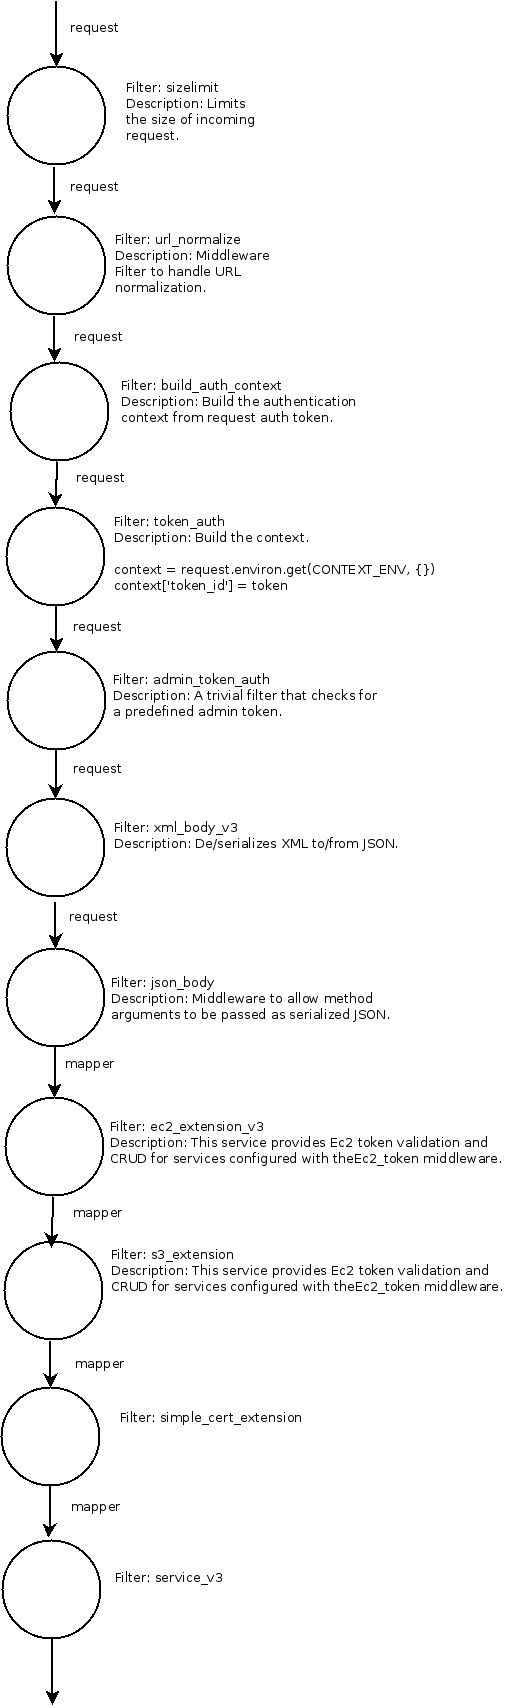 request
Filter: sizelimit
Description: Limits
the size of incoming
request.
request
Filter: url_normalize
Description: Middleware
Filter to handle URL
normalization.
request
Filter: build_auth_context
Description: Build the authentication
context from request auth token.
request
Filter: token_auth
Description: Build the context.
context = request.environ.get(CONTEXT_ENV, {})
context['token_id'] = token
request
Filter: admin_token_auth
Description: A trivial filter that checks for
a predefined admin token.
request
Filter: xml_body_v3
Description: De/serializes XML to/from JSON.
request
Filter: json_body
Description: Middleware to allow method
arguments to be passed as serialized JSON.
mapper
Filter: ec2_extension_v3
Description: This service provides Ec2 token validation and
CRUD for services configured with theEc2_token middleware.
mapper
Filter: s3_extension
Description: This service provides Ec2 token validation and
CRUD for services configured with theEc2_token middleware.
mapper
Filter: simple_cert_extension
mapper
Filter: service_v3